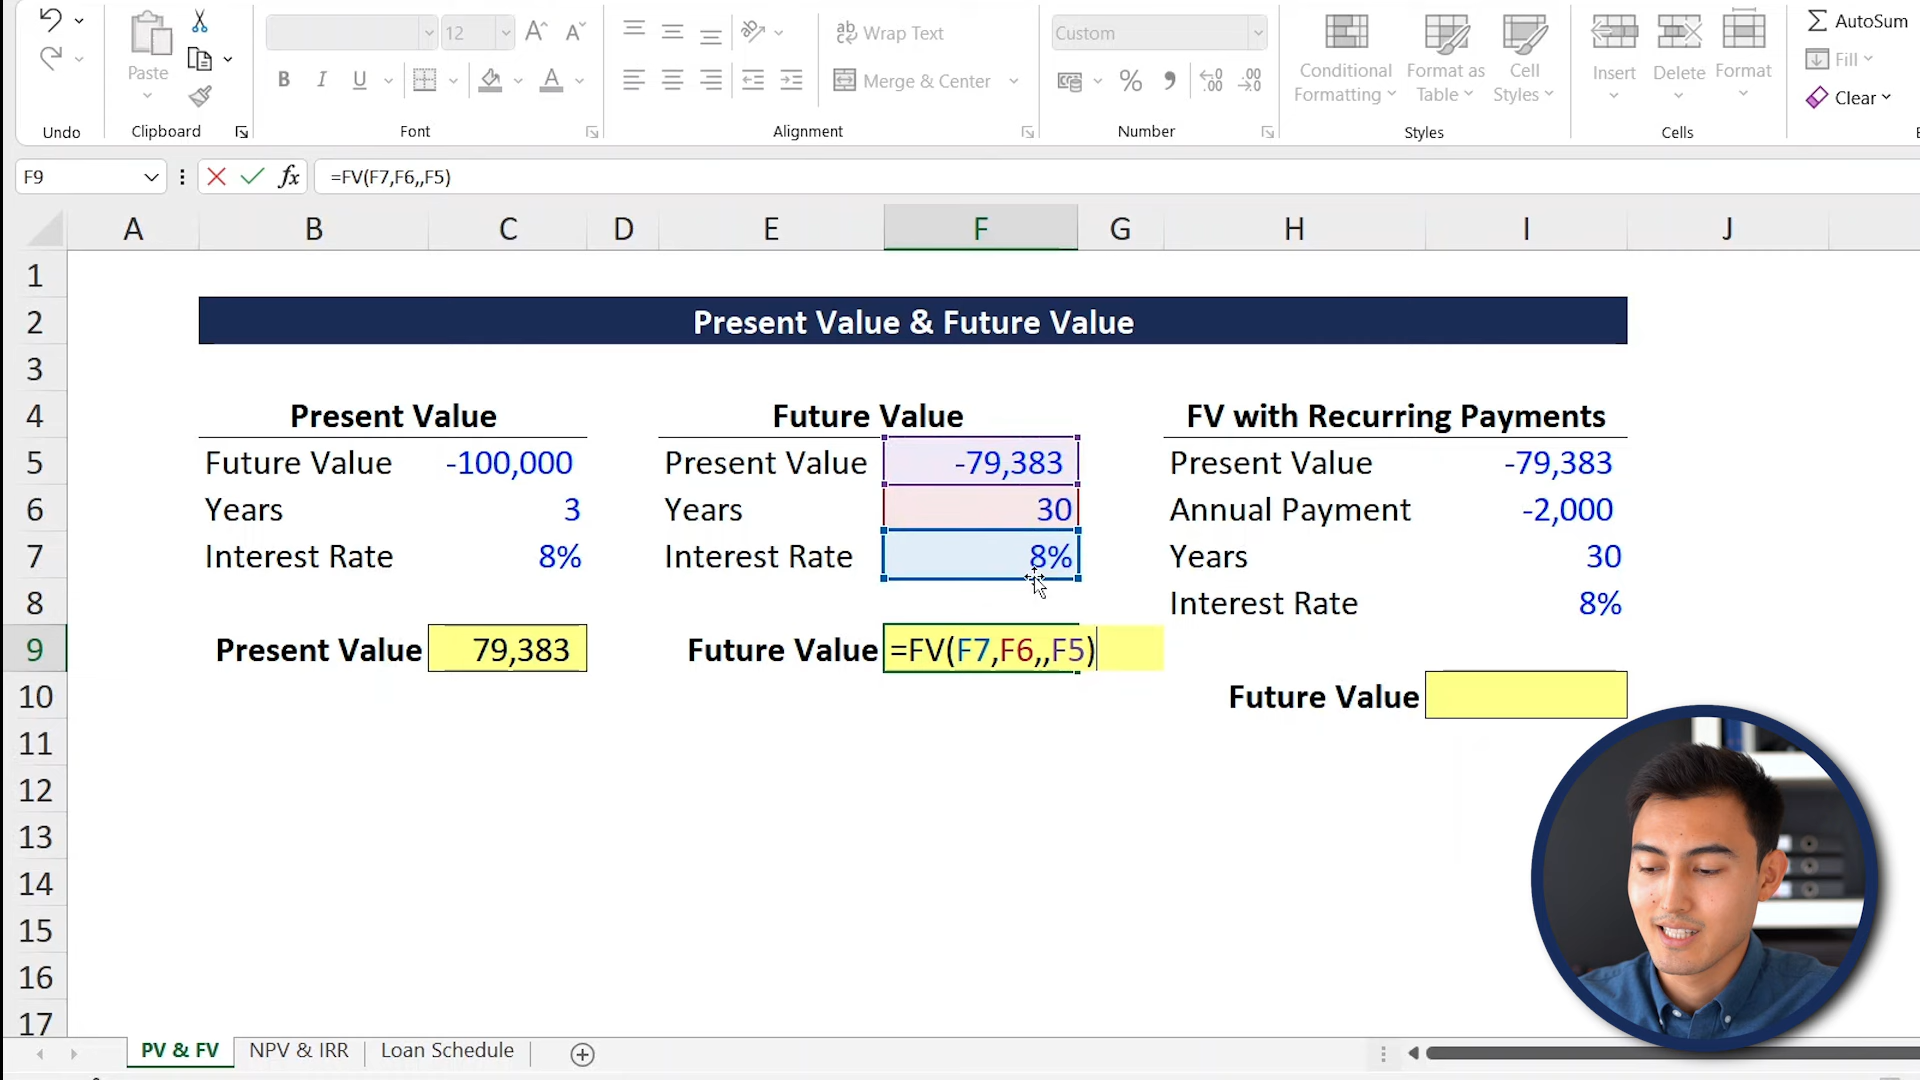 12
Custom
ab Wrap Text
AutoSum
Paste
B I U
A
Merge & Center
%
Conditional Formatting
Format as Table
Cell Styles
Insert
Delete
Format
Fill
Clear
Undo
Clipboard
Font
Alignment
Number
Styles
Cells
F9
fx
=FV(F7,F6,,F5)
A B C D E F G H I J
1
2 Present Value & Future Value
3
4 Present Value Future Value FV with Recurring Payments
5 Future Value -100,000 Present Value -79,383 Present Value -79,383
6 Years 3 Years 30 Annual Payment -2,000
7 Interest Rate 8% Interest Rate 8% Years 30
8 Interest Rate 8%
9 Present Value 79,383 Future Value =FV(F7,F6,,F5)
10 Future Value
11
12
13
14
15
16
17
PV & FV NPV & IRR Loan Schedule